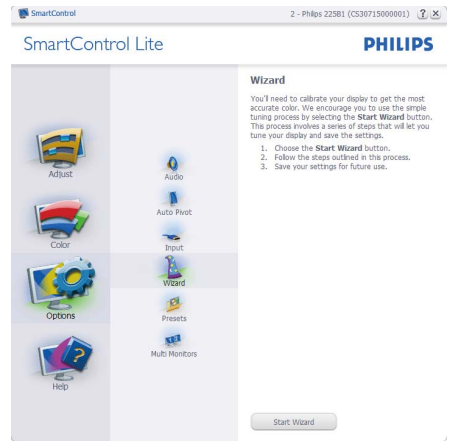 SmartControl
2 - Philips 225B1 (CS30715000001) ? X
SmartControl Lite
PHILIPS
Adjust
Color
Options
Help
Audio
Auto Pivot
Input
Wizard
Presets
Multi Monitors
Wizard
You'll need to calibrate your display to get the most
accurate color. We encourage you to use the simple
tuning process by selecting the Start Wizard button.
This process involves a series of steps that will let you
tune your display and save the settings.
1. Choose the Start Wizard button.
2. Follow the steps outlined in this process.
3. Save your settings for future use.
Start Wizard